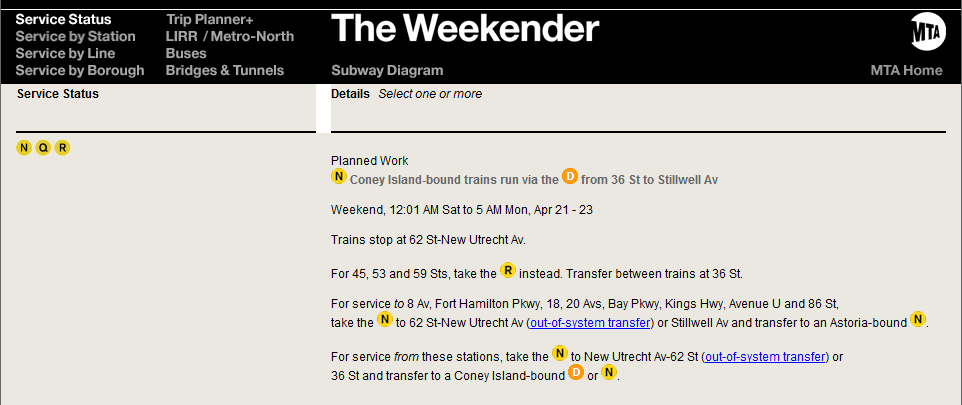 Service Status
Service by Station
Service by Line
Service by Borough
Trip Planner+
LIRR / Metro-North
Buses
Bridges & Tunnels
The Weekender
Subway Diagram
MTA
MTA Home
Service Status
Details Select one or more
N Q R
Planned Work
N Coney Island-bound trains run via the D from 36 St to Stillwell Av
Weekend, 12:01 AM Sat to 5 AM Mon, Apr 21 - 23
Trains stop at 62 St-New Utrecht Av.
For 45, 53 and 59 Sts, take the R instead. Transfer between trains at 36 St.
For service to 8 Av, Fort Hamilton Pkwy, 18, 20 Avs, Bay Pkwy, Kings Hwy, Avenue U and 86 St,
take the N to 62 St-New Utrecht Av (out-of-system transfer) or Stillwell Av and transfer to an Astoria-bound N.
For service from these stations, take the N to New Utrecht Av-62 St (out-of-system transfer) or
36 St and transfer to a Coney Island-bound D or N.